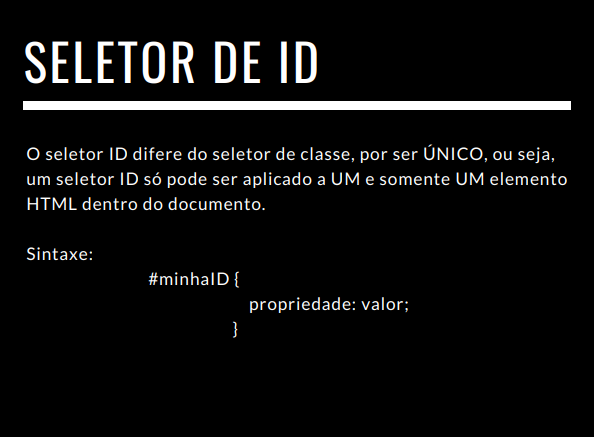 SELETOR DE ID
O seletor ID difere do seletor de classe, por ser ÚNICO, ou seja,
um seletor ID só pode ser aplicado a UM e somente UM elemento
HTML dentro do documento.
Sintaxe:
#minhaID {
propriedade: valor;
}